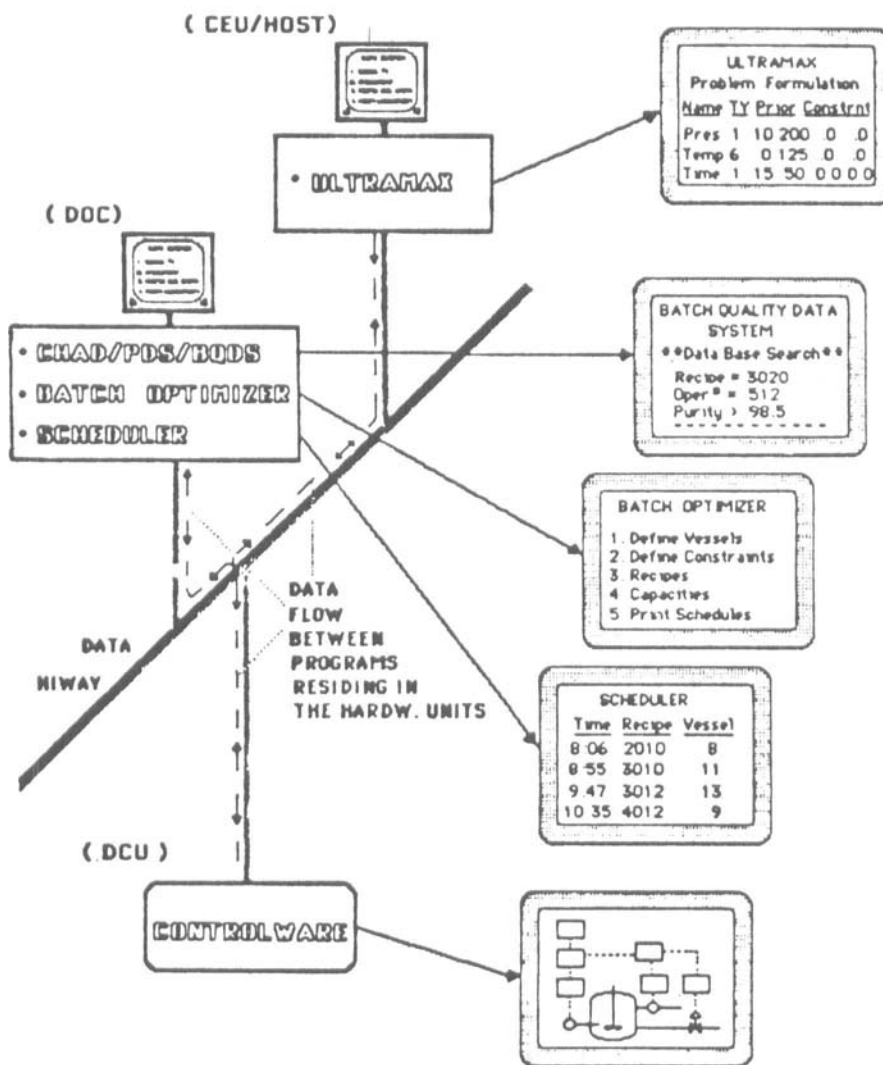 ( CEU/HOST )
• ULTRAMAX
ULTRAMAX
Problem Formulation
Name TY Prior Constrnt
Pres 1 10 200 .0 .0
Temp 6 0 125 .0 .0
Time 1 15 50 0 0 0 0
( DOC )
• CHAD/PDS/BQDS
• BATCH OPTIMIZER
• SCHEDULER
BATCH QUALITY DATA
SYSTEM
**Data Base Search**
Recipe = 3020
Oper# = 512
Purity > 98.5
BATCH OPTIMIZER
1. Define Vessels
2. Define Constraints
3. Recipes
4. Capacities
5. Print Schedules
DATA
HIWAY
DATA
FLOW
BETWEEN
PROGRAMS
RESIDING IN
THE HARDW. UNITS
SCHEDULER
Time Recipe Vessel
8:06 2010 8
8:55 3010 11
9.47 3012 13
10 35 4012 9
( DCU )
CONTROLWARE